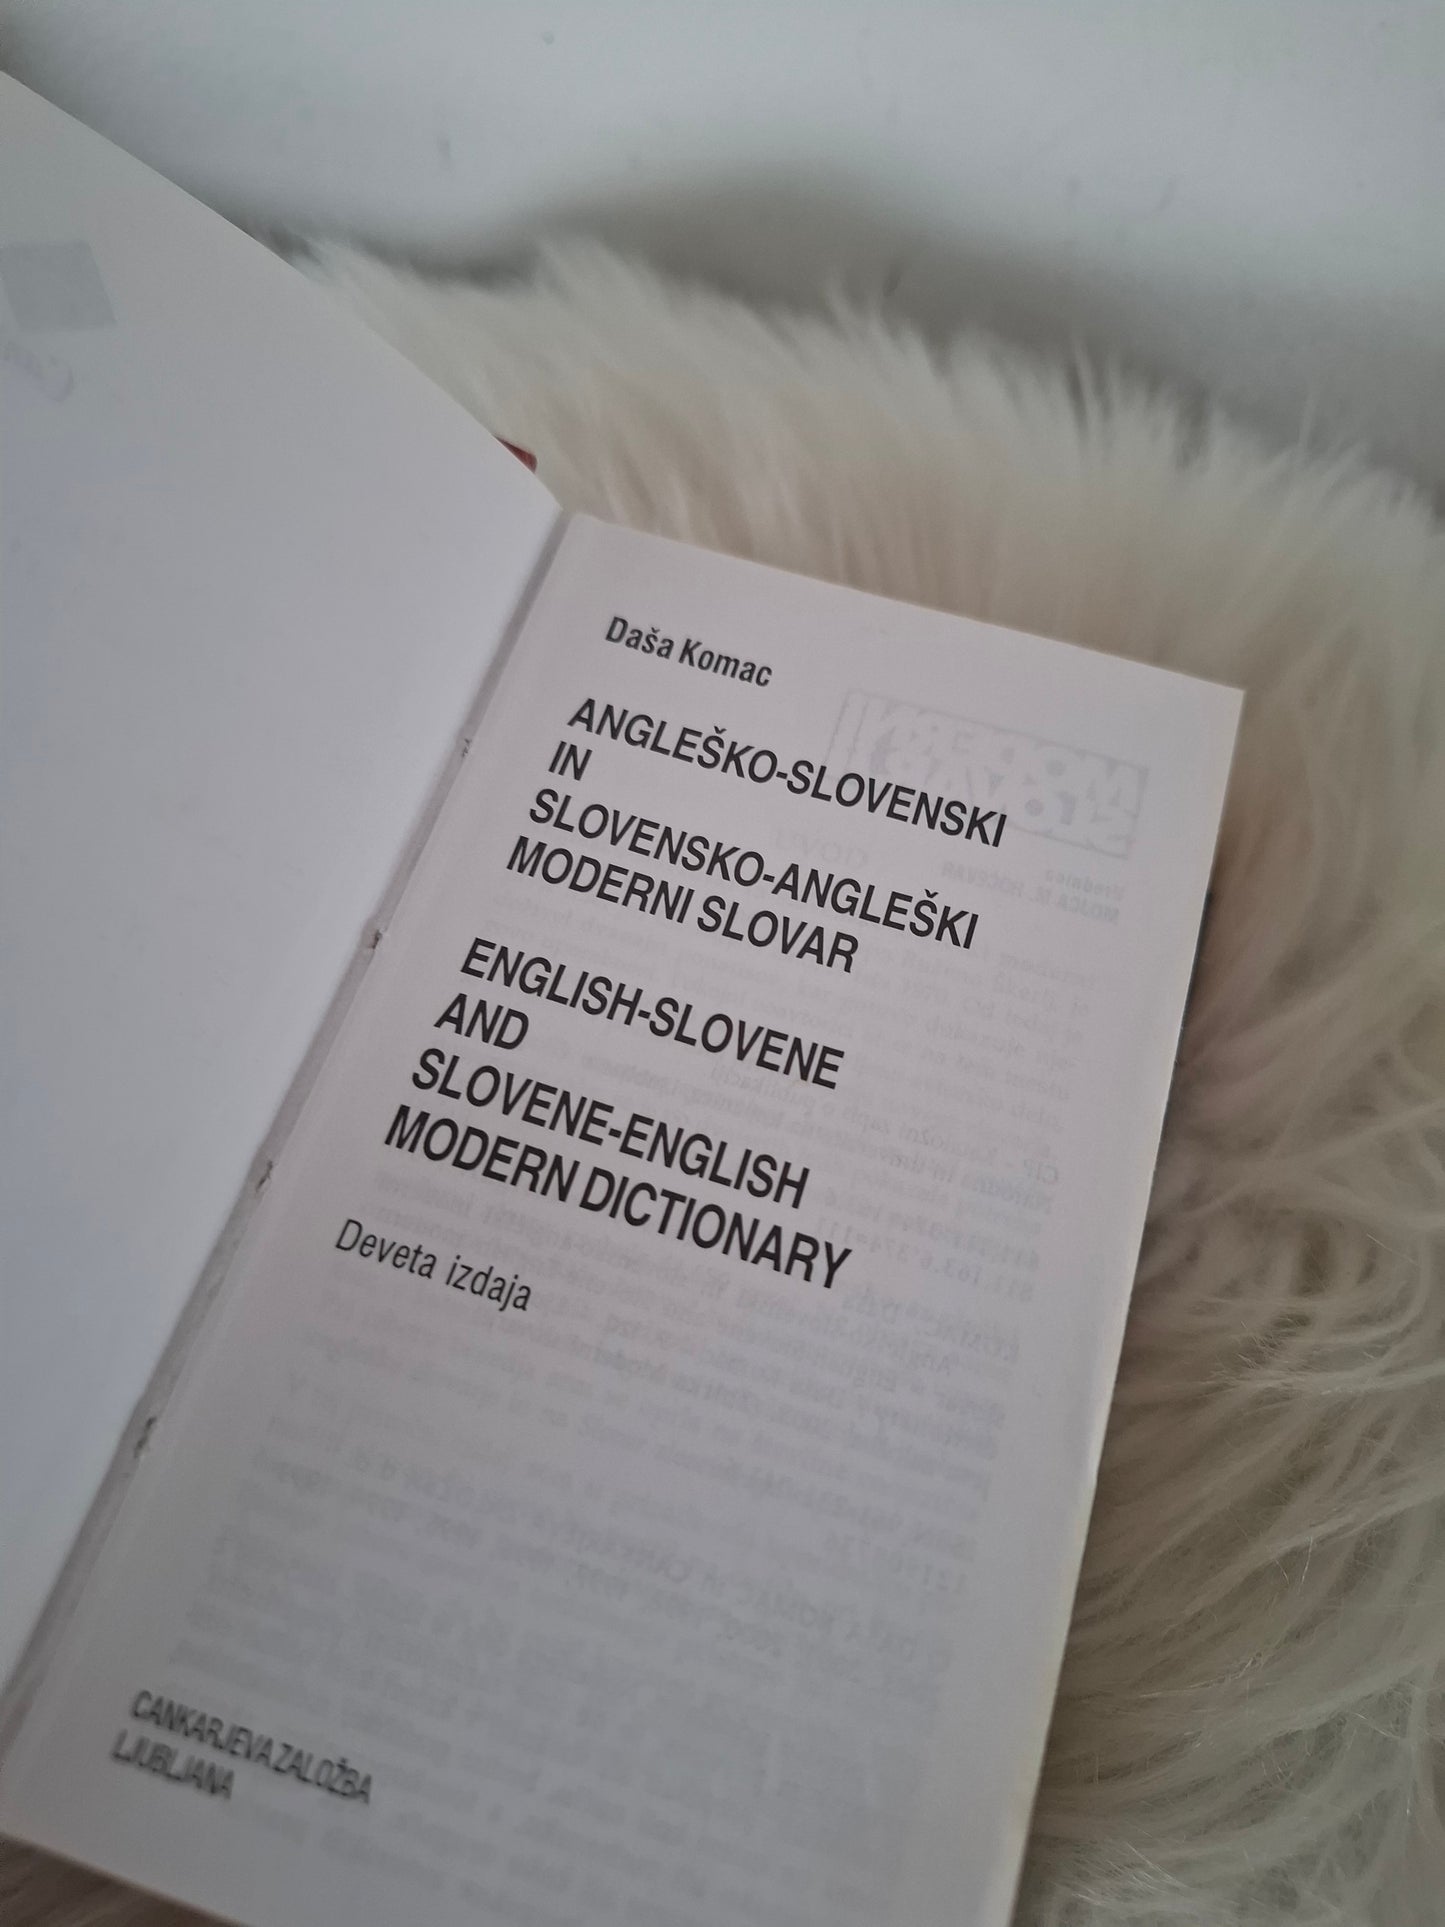 Daša Komac
ANGLEŠKO-SLOVENSKI
IN
SLOVENSKO-ANGLEŠKI
MODERNI SLOVAR
ENGLISH-SLOVENE
AND
SLOVENE-ENGLISH
MODERN DICTIONARY
Deveta izdaja
CANKARJEVA ZALOŽBA
LJUBLJANA